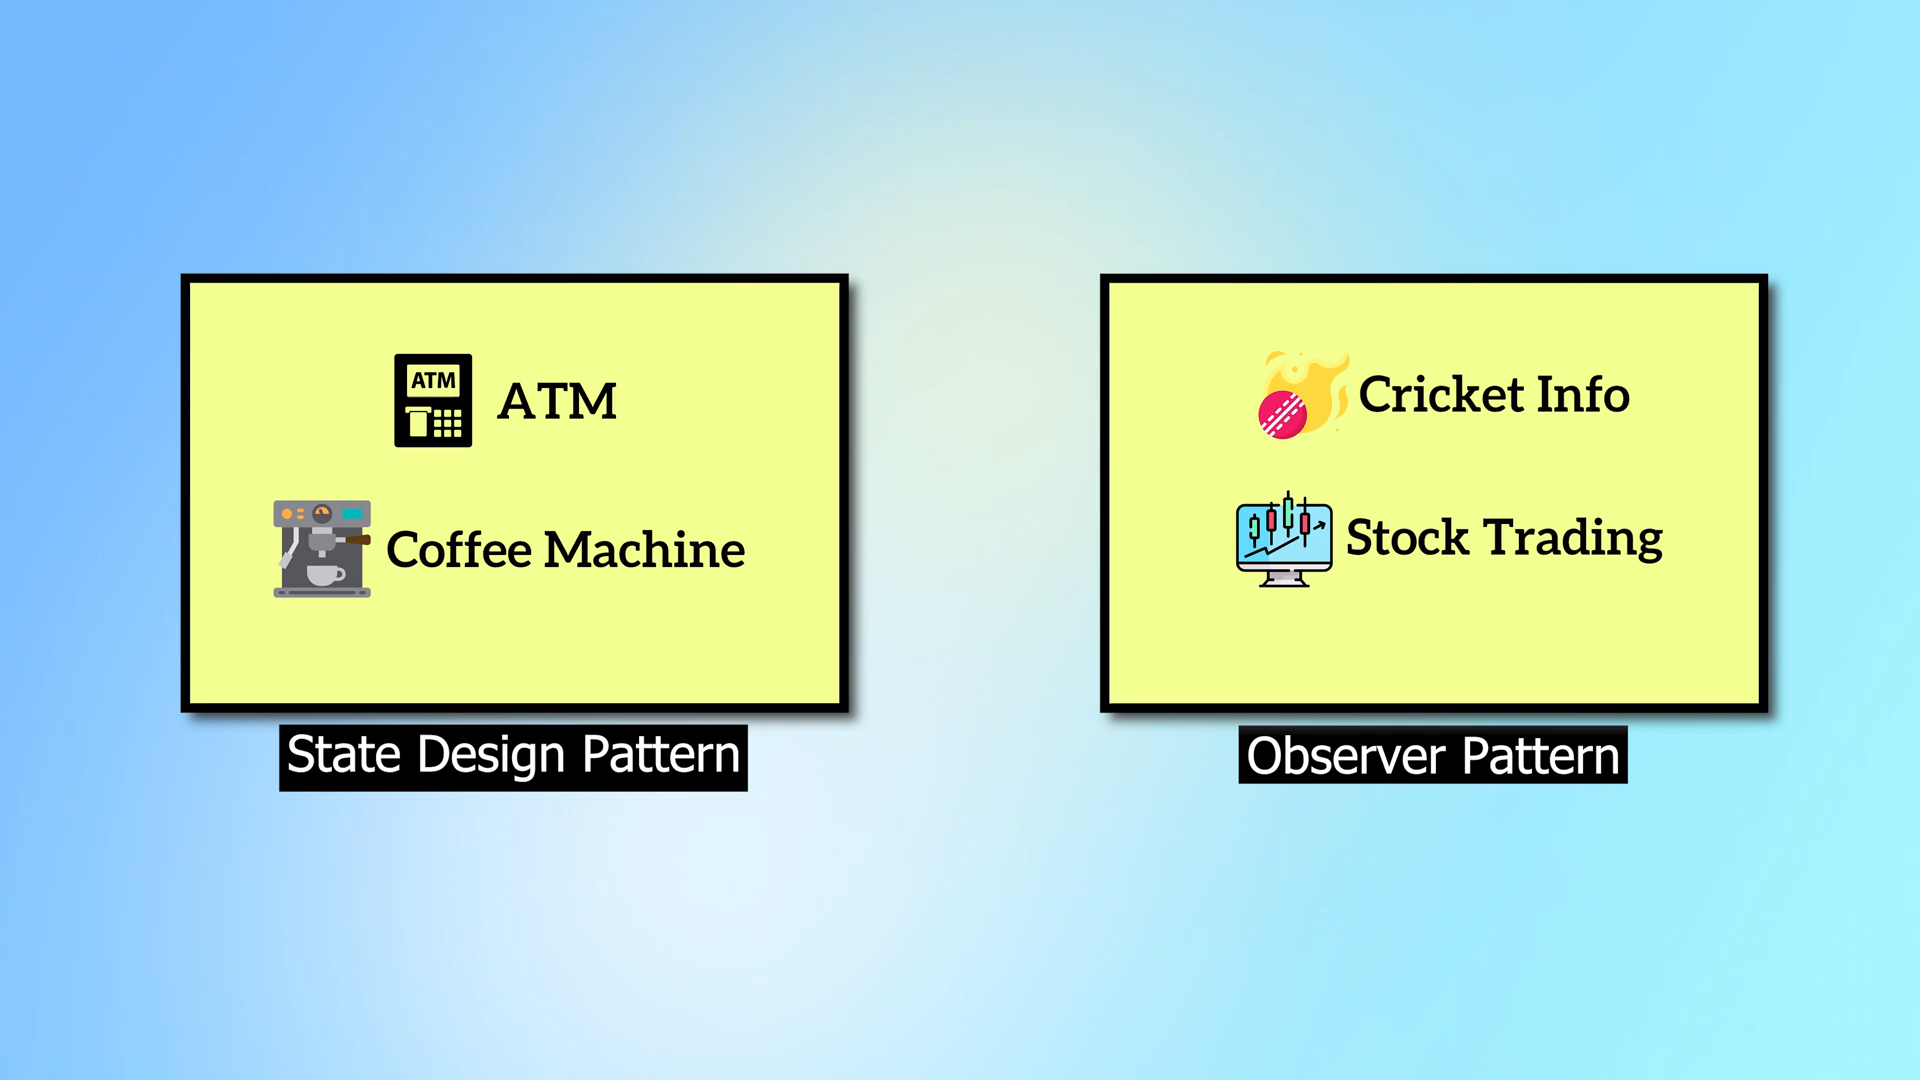 ATM
ATM
Coffee Machine
State Design Pattern
Cricket Info
Stock Trading
Observer Pattern